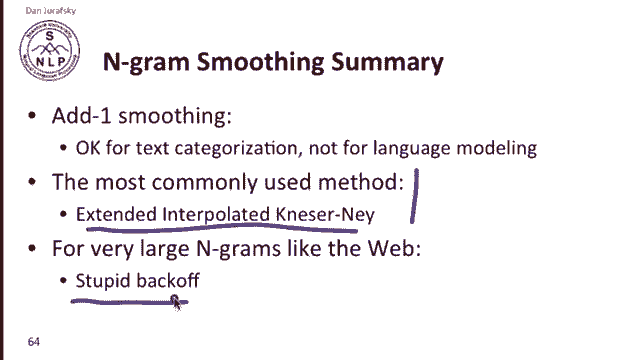 Dan Jurafsky
S
N L P
N-gram Smoothing Summary
• Add-1 smoothing:
• OK for text categorization, not for language modeling
• The most commonly used method:
• Extended Interpolated Kneser-Ney
• For very large N-grams like the Web:
• Stupid backoff
64